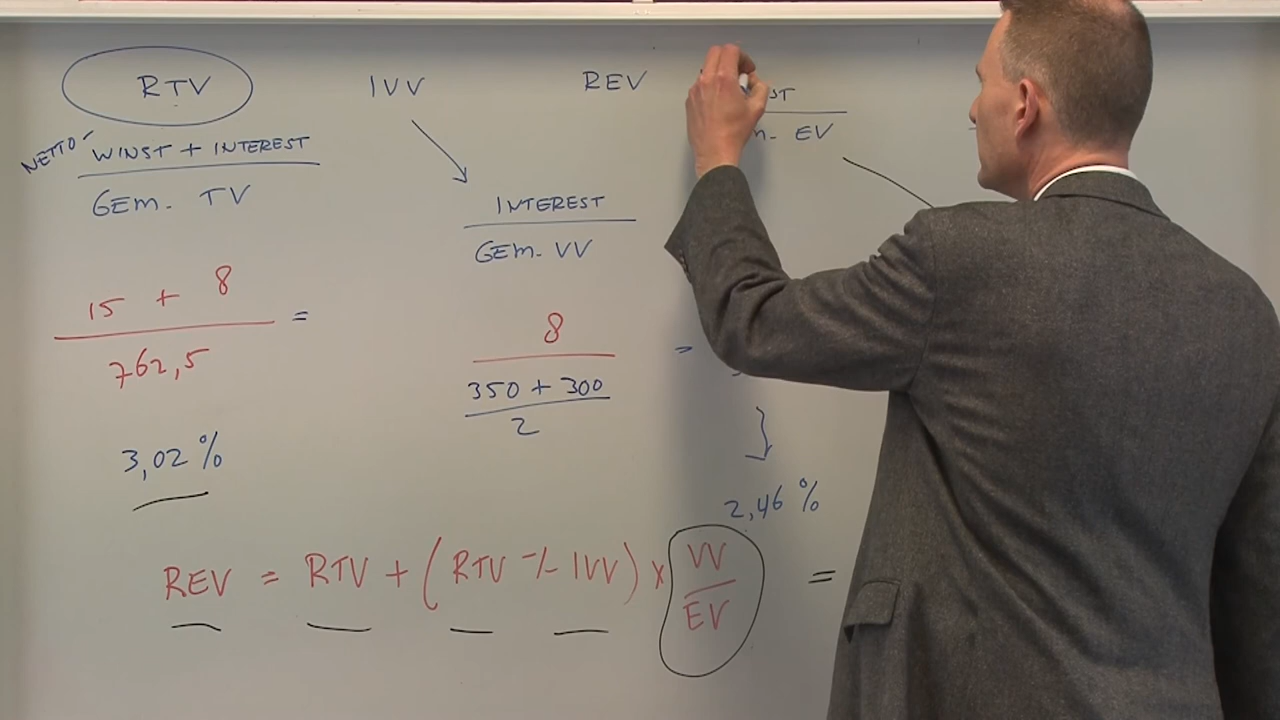 RTV IVV REV
NETTO- WINST + INTEREST
GEM. TV
EV
INTEREST
GEM. VV
15 + 8 =
762,5
8
350 + 300 =
2
3,02 %
2,46 %
REV = RTV + (RTV -/- IVV) x VV =
EV